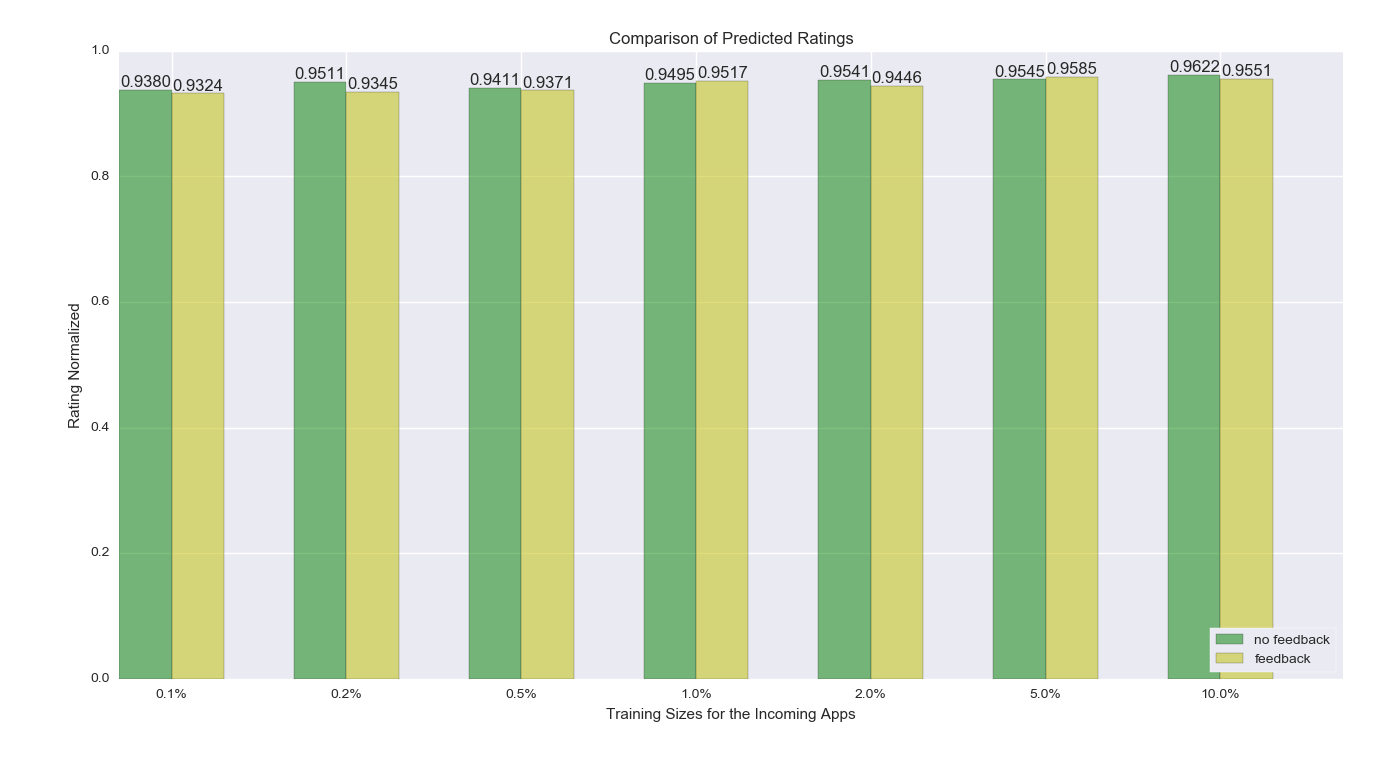 Comparison of Predicted Ratings
1.0
0.8
0.6
0.4
0.2
0.0
Rating Normalized
0.9380 0.9324 0.9511 0.9345 0.9411 0.9371 0.9495 0.9517 0.9541 0.9446 0.9545 0.9585 0.9622 0.9551
no feedback
feedback
0.1% 0.2% 0.5% 1.0% 2.0% 5.0% 10.0%
Training Sizes for the Incoming Apps